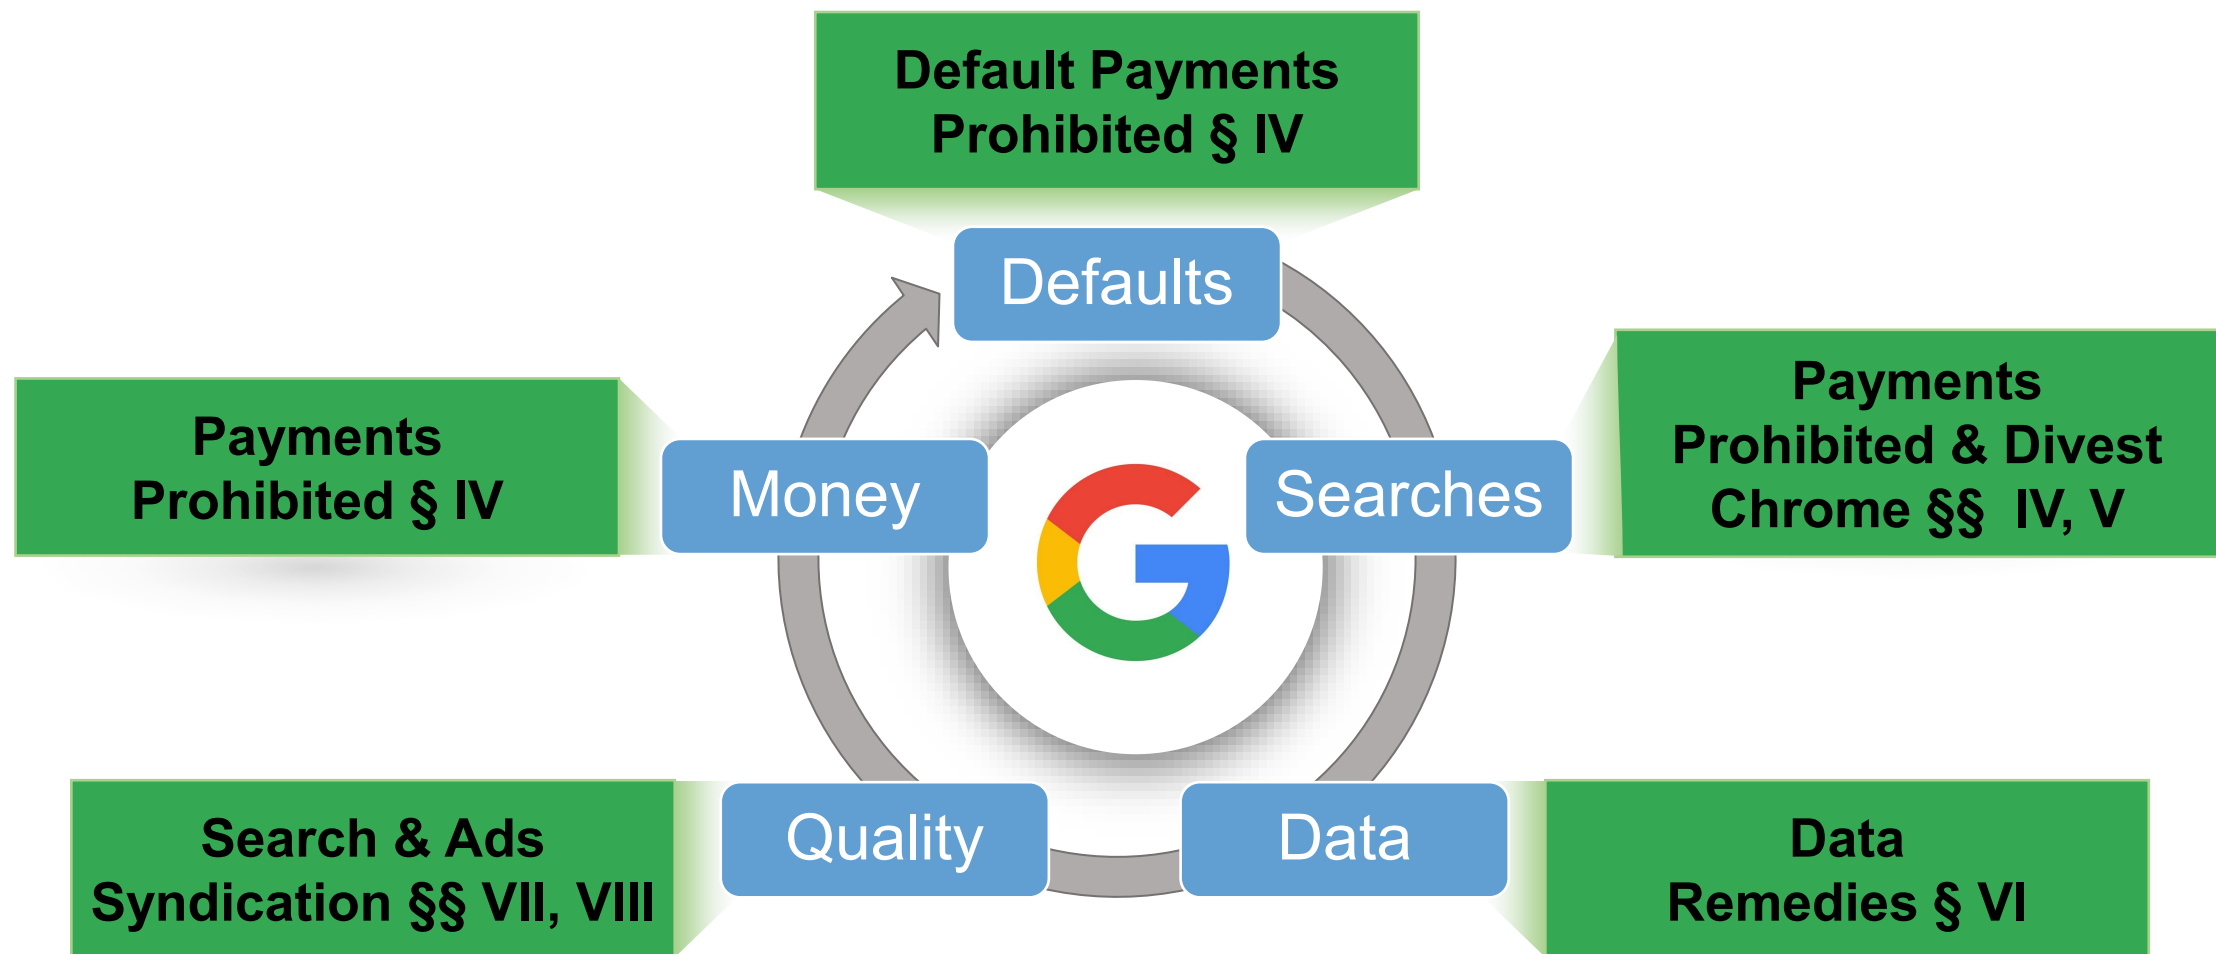 Default Payments
Prohibited § IV
Defaults
Payments
Prohibited § IV
Money
Searches
Payments
Prohibited & Divest
Chrome §§ IV, V
Search & Ads
Syndication §§ VII, VIII
Quality
Data
Data
Remedies § VI